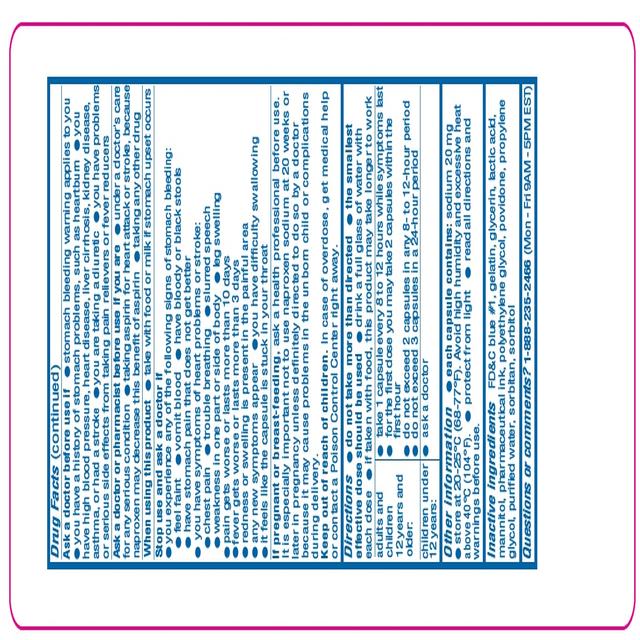 Drug Facts (continued)
Ask a doctor before use if ● stomach bleeding warning applies to you
● you have a history of stomach problems, such as heartburn ● you
have high blood pressure, heart disease, liver cirrhosis, kidney disease,
asthma, or had a stroke ● you are taking a diuretic ● you have problems
or serious side effects from taking pain relievers or fever reducers
Ask a doctor or pharmacist before use if you are ● under a doctor's care
for any serious condition ● taking aspirin for heart attack or stroke, because
naproxen may decrease this benefit of aspirin ● taking any other drug
When using this product ● take with food or milk if stomach upset occurs
Stop use and ask a doctor if
● you experience any of the following signs of stomach bleeding:
● feel faint ● vomit blood ● have bloody or black stools
● have stomach pain that does not get better
● you have symptoms of heart problems or stroke:
● chest pain ● trouble breathing ● slurred speech
● weakness in one part or side of body ● leg swelling
● pain gets worse or lasts more than 10 days
● fever gets worse or lasts more than 3 days
● redness or swelling is present in the painful area
● any new symptoms appear ● you have difficulty swallowing
● it feels like the capsule is stuck in your throat
If pregnant or breast-feeding, ask a health professional before use.
It is especially important not to use naproxen sodium at 20 weeks or
later in pregnancy unless definitely directed to do so by a doctor
because it may cause problems in the unborn child or complications
during delivery.
Keep out of reach of children. In case of overdose, get medical help
or contact a Poison Control Center right away.
Directions ● do not take more than directed ● the smallest
effective dose should be used ● drink a full glass of water with
each dose ● if taken with food, this product may take longer to work
adults and
children
12 years and
older:
● take 1 capsule every 8 to 12 hours while symptoms last
● for the first dose you may take 2 capsules within the
first hour
● do not exceed 2 capsules in any 8- to 12-hour period
● do not exceed 3 capsules in a 24-hour period
children under
12 years:
● ask a doctor
Other information ● each capsule contains: sodium 20 mg
● store at 20-25°C (68-77°F). Avoid high humidity and excessive heat
above 40°C (104°F). ● protect from light ● read all directions and
warnings before use.
Inactive ingredients FD&C blue #1, gelatin, glycerin, lactic acid,
mannitol, pharmaceutical ink, polyethylene glycol, povidone, propylene
glycol, purified water, sorbitan, sorbitol
Questions or comments? 1-888-235-2466 (Mon - Fri 9AM - 5PM EST)